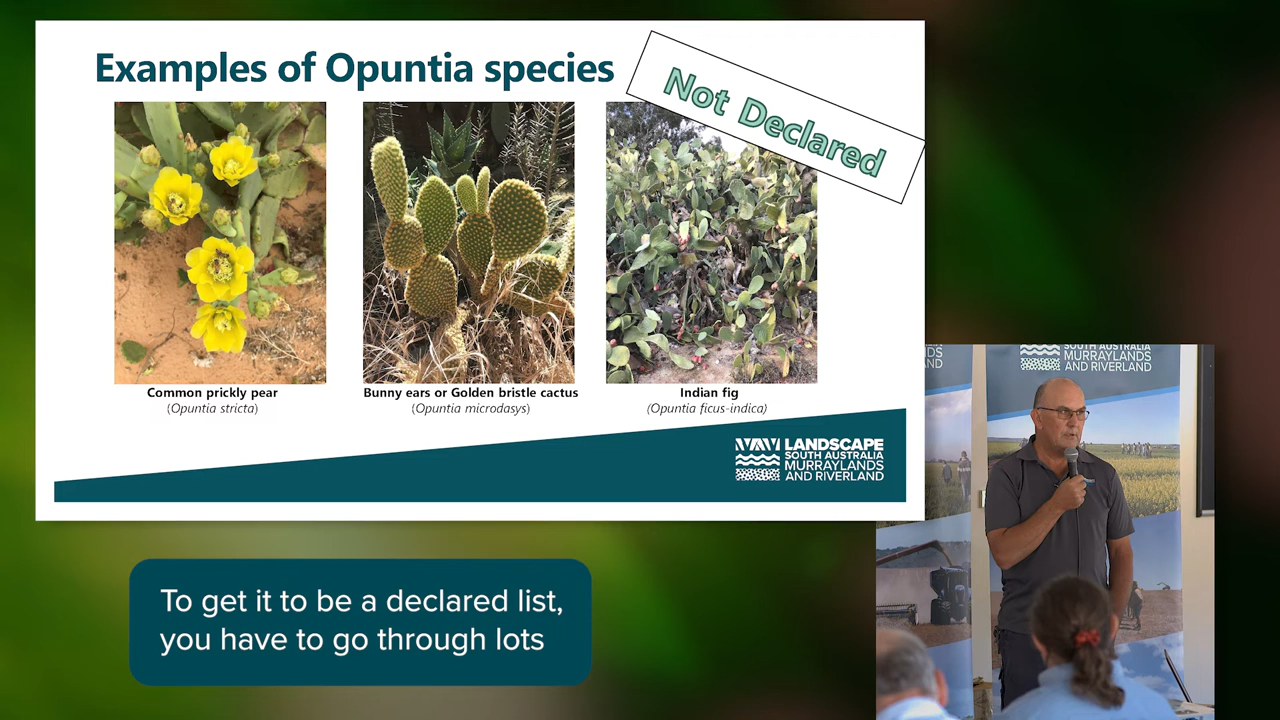 Examples of Opuntia species
Not Declared
Common prickly pear
(Opuntia stricta)
Bunny ears or Golden bristle cactus
(Opuntia microdasys)
Indian fig
(Opuntia ficus-indica)
LANDSCAPE
SOUTH AUSTRALIA
MURRAYLANDS
AND RIVERLAND
To get it to be a declared list,
you have to go through lots
NDS
AND
SOUTH AUSTRALIA
MURRAYLANDS
AND RIVERLAND